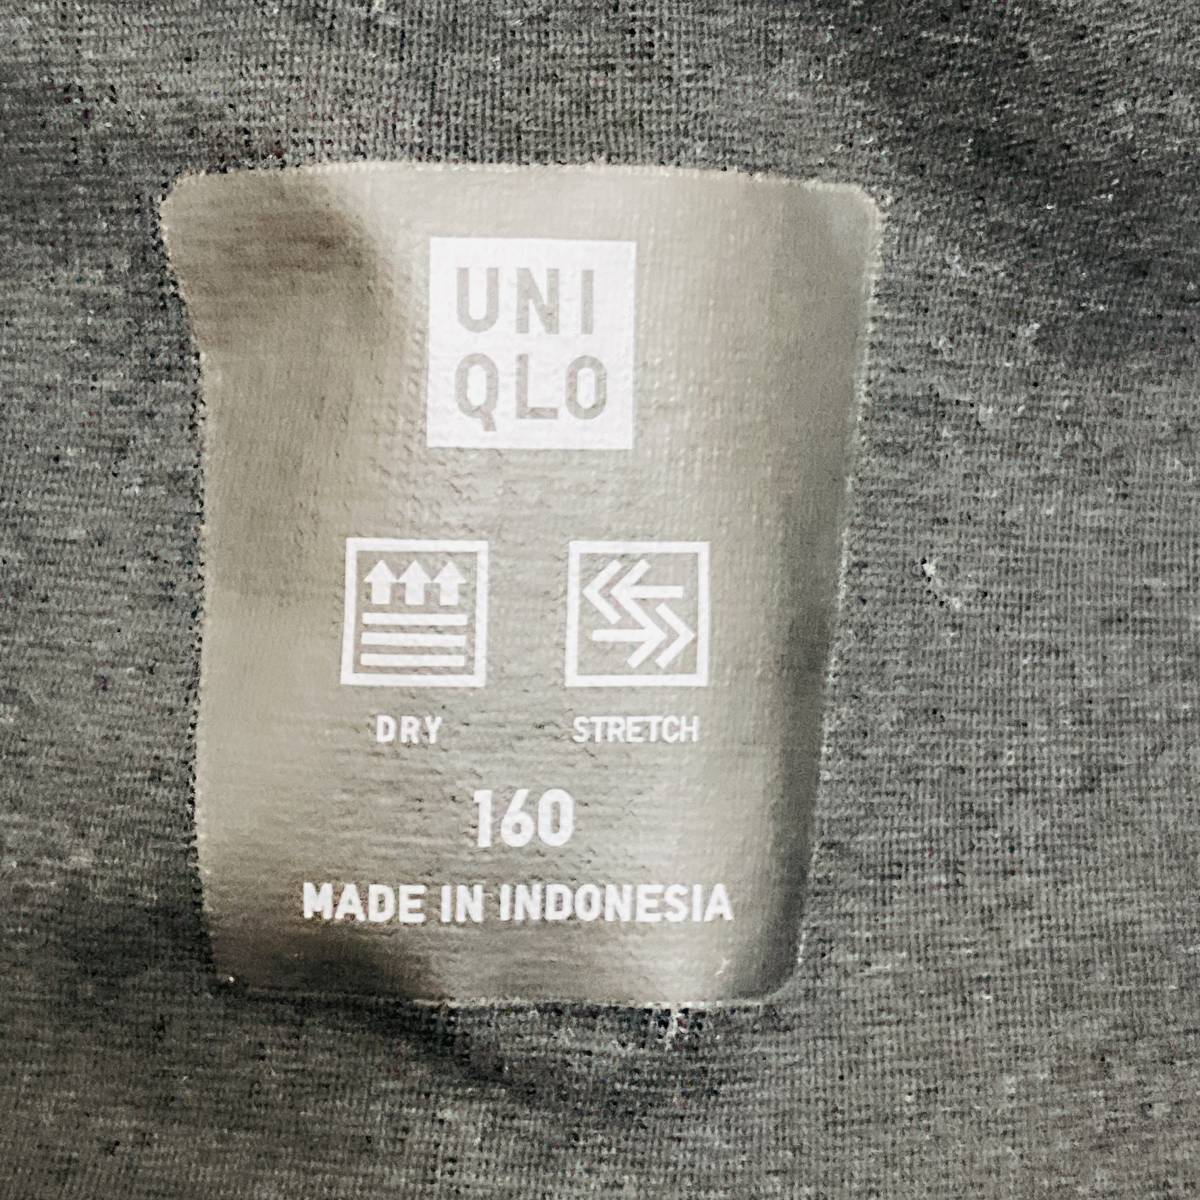 UNI
QLO
DRY STRETCH
160
MADE IN INDONESIA